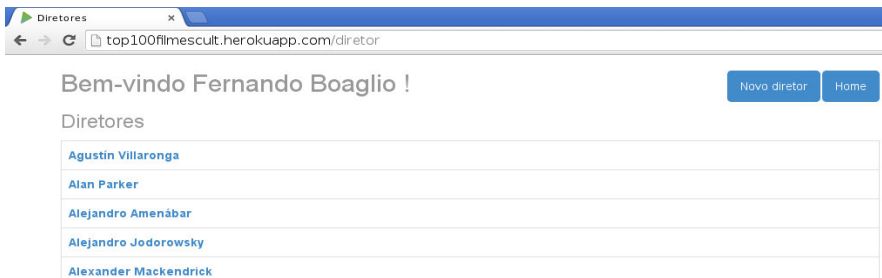 Diretores ×
top100filmescult.herokuapp.com/diretor
Bem-vindo Fernando Boaglio !
Novo diretor Home
Diretores
Agustín Villaronga
Alan Parker
Alejandro Amenábar
Alejandro Jodorowsky
Alexander Mackendrick